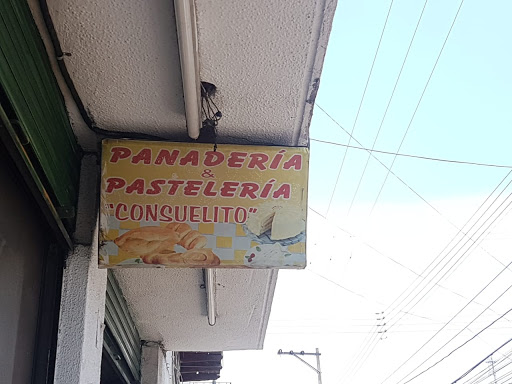 PANADERÍA
&
PASTELERÍA
"CONSUELITO"